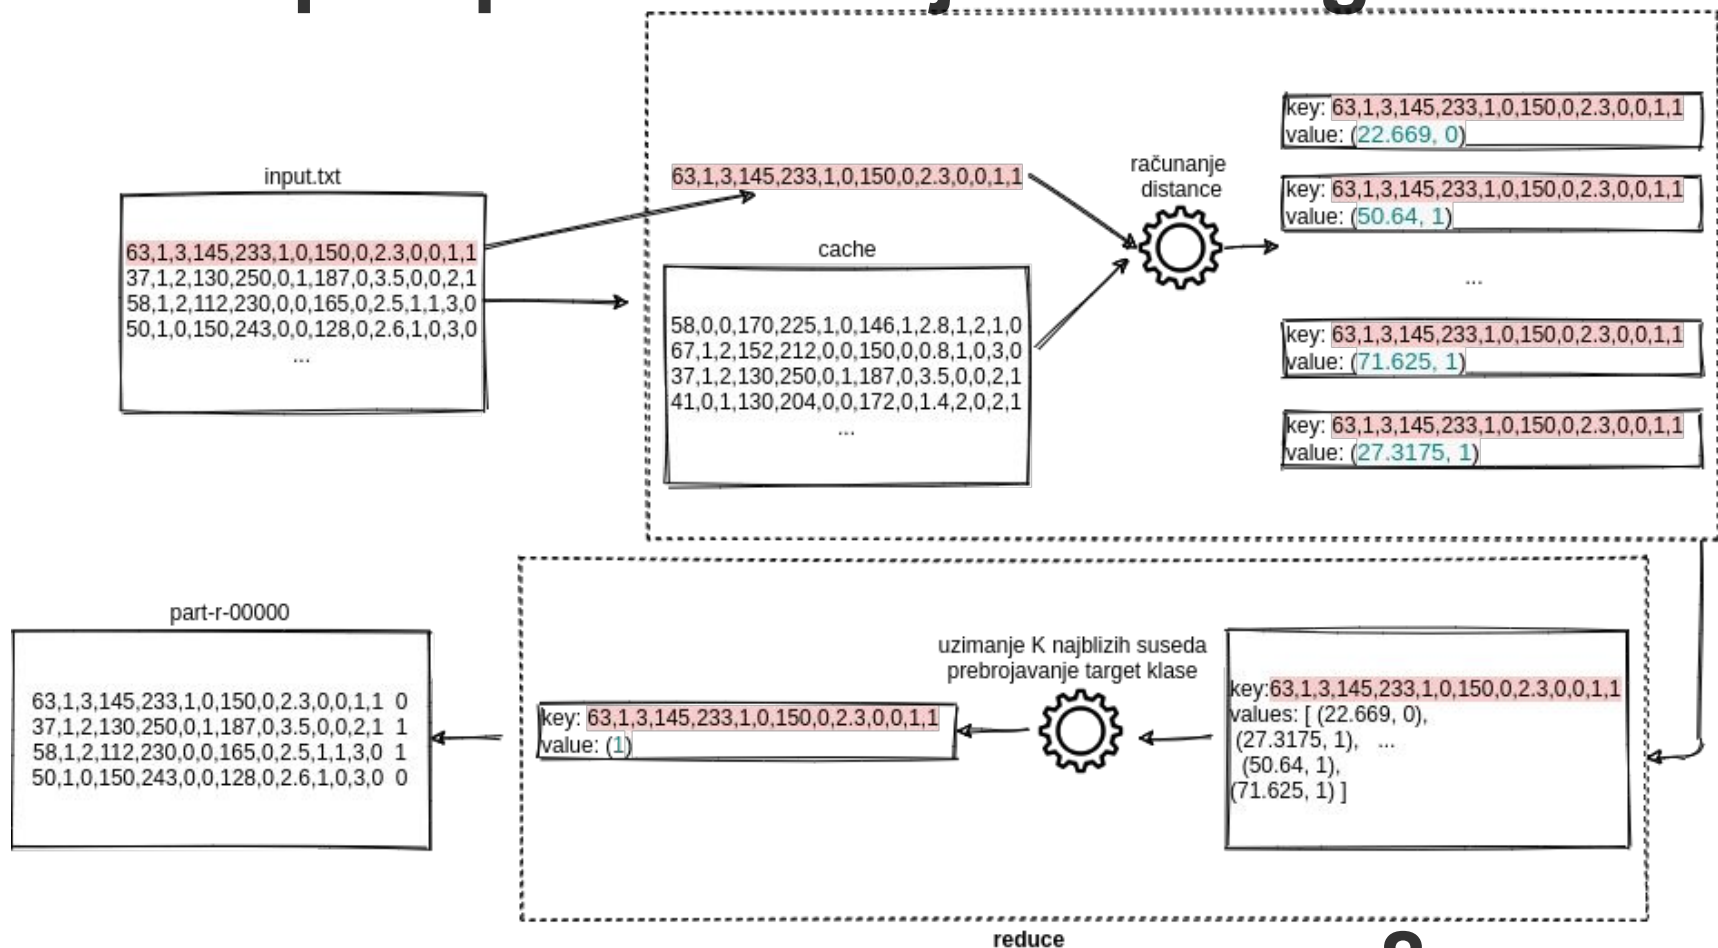 input.txt
63,1,3,145,233,1,0,150,0,2.3,0,0,1,1
37,1,2,130,250,0,1,187,0,3.5,0,0,2,1
58,1,2,112,230,0,0,165,0,2.5,1,1,3,0
50,1,0,150,243,0,0,128,0,2.6,1,0,3,0
...
63,1,3,145,233,1,0,150,0,2.3,0,0,1,1
cache
58,0,0,170,225,1,0,146,1,2.8,1,2,1,0
67,1,2,152,212,0,0,150,0,0.8,1,0,3,0
37,1,2,130,250,0,1,187,0,3.5,0,0,2,1
41,0,1,130,204,0,0,172,0,1.4,2,0,2,1
...
računanje
distance
key: 63,1,3,145,233,1,0,150,0,2.3,0,0,1,1
value: (22.669, 0)
key: 63,1,3,145,233,1,0,150,0,2.3,0,0,1,1
value: (50.64, 1)
...
key: 63,1,3,145,233,1,0,150,0,2.3,0,0,1,1
value: (71.625, 1)
key: 63,1,3,145,233,1,0,150,0,2.3,0,0,1,1
value: (27.3175, 1)
key:63,1,3,145,233,1,0,150,0,2.3,0,0,1,1
values: [ (22.669, 0),
(27.3175, 1), ...
(50.64, 1),
(71.625, 1) ]
uzimanje K najblizih suseda
prebrojavanje target klase
key: 63,1,3,145,233,1,0,150,0,2.3,0,0,1,1
value: (1)
part-r-00000
63,1,3,145,233,1,0,150,0,2.3,0,0,1,1 0
37,1,2,130,250,0,1,187,0,3.5,0,0,2,1 1
58,1,2,112,230,0,0,165,0,2.5,1,1,3,0 1
50,1,0,150,243,0,0,128,0,2.6,1,0,3,0 0
reduce